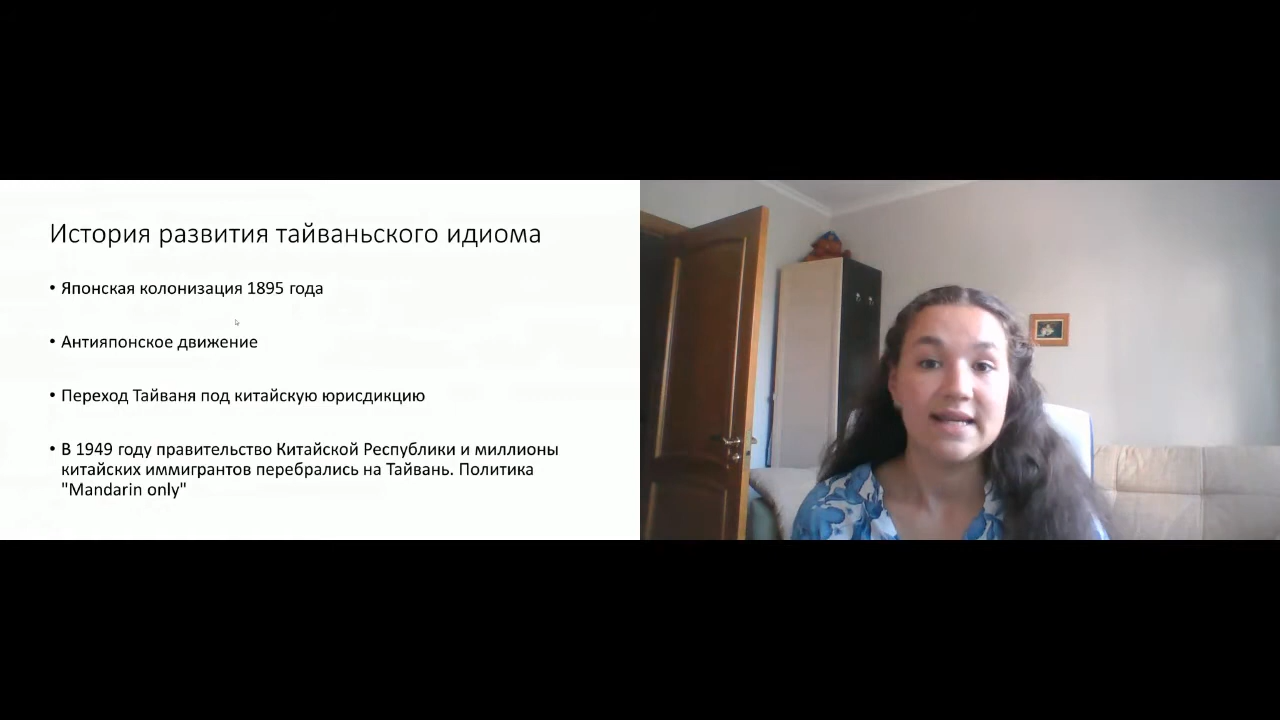 История развития тайваньского идиома
• Японская колонизация 1895 года
• Антияпонское движение
• Переход Тайваня под китайскую юрисдикцию
• В 1949 году правительство Китайской Республики и миллионы
китайских иммигрантов перебрались на Тайвань. Политика
"Mandarin only"